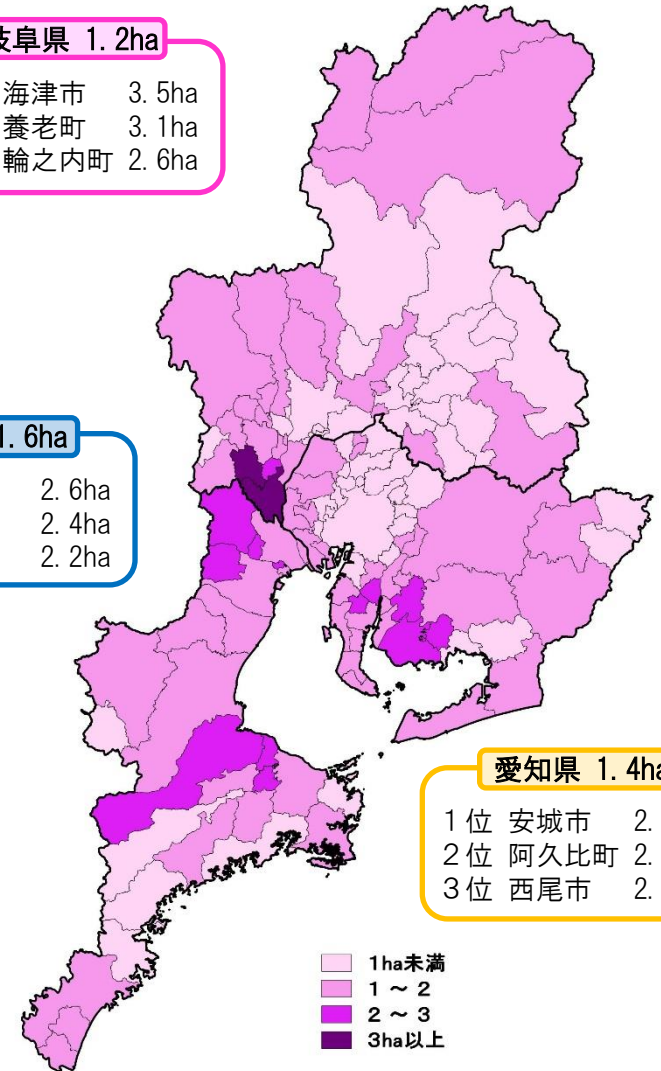 岐阜県 1.2ha
海津市 3.5ha
養老町 3.1ha
輪之内町 2.6ha
1.6ha
2.6ha
2.4ha
2.2ha
愛知県 1.4ha
1位 安城市 2.
2位 阿久比町 2.
3位 西尾市 2.
1ha未満
1 ～ 2
2 ～ 3
3ha以上